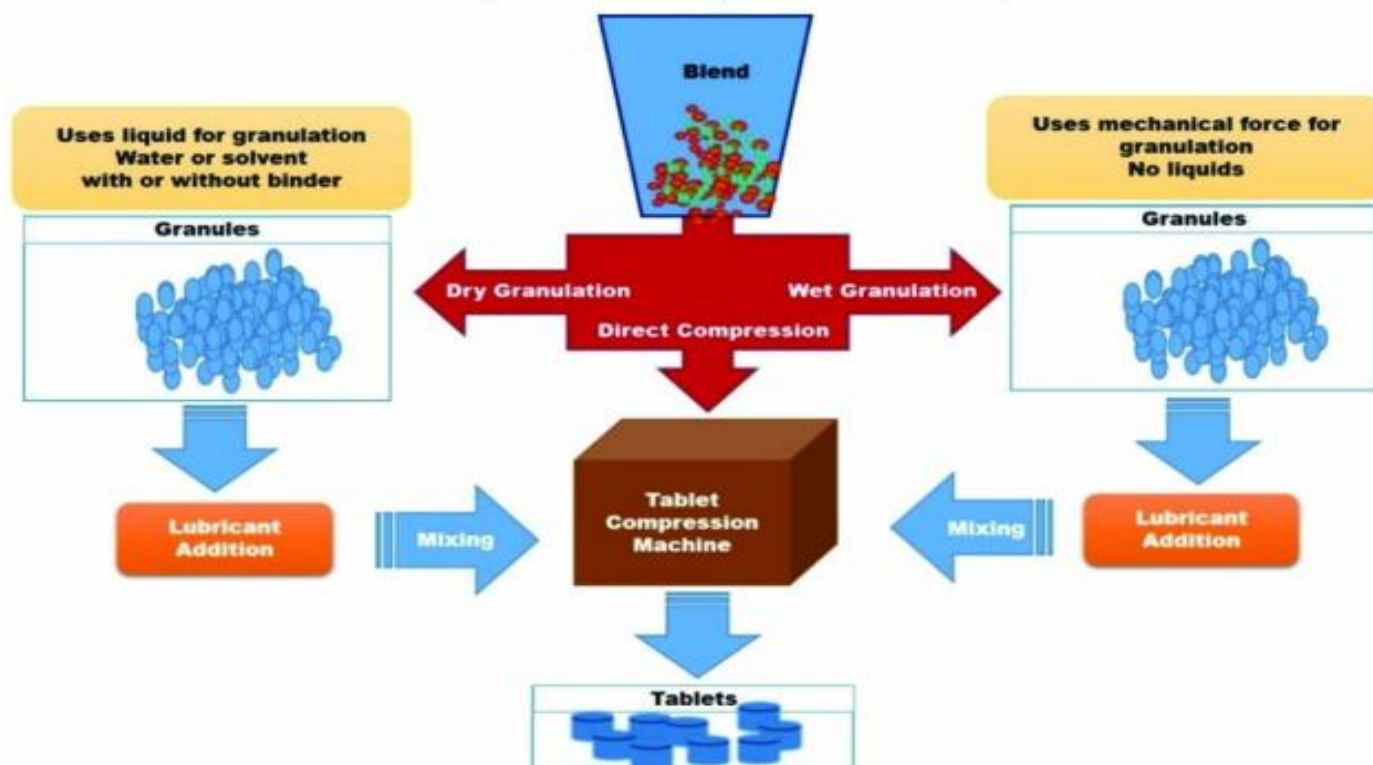 Blend
Uses liquid for granulation
Water or solvent
with or without binder
Uses mechanical force for
granulation
No liquids
Granules
Granules
Dry Granulation
Wet Granulation
Direct Compression
Lubricant
Addition
Mixing
Tablet
Compression
Machine
Mixing
Lubricant
Addition
Tablets